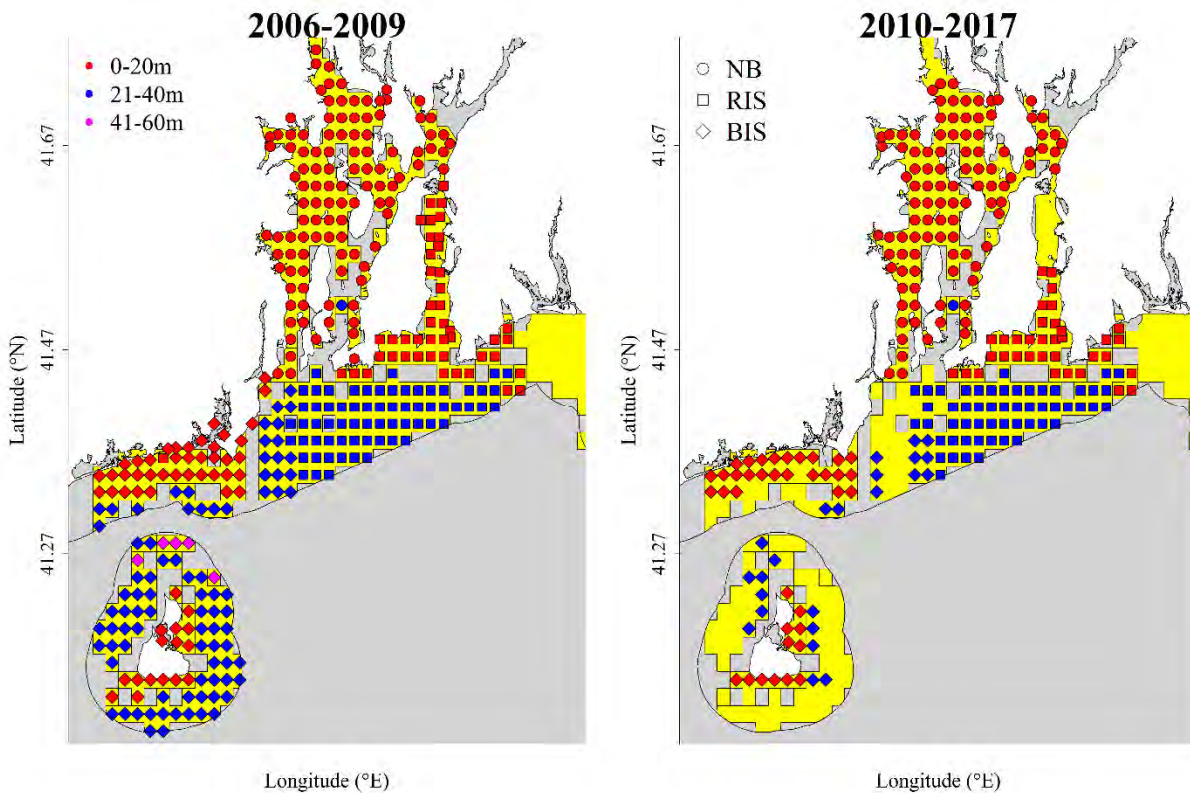 2006-2009
0-20m
21-40m
41-60m
41.67
41.47
41.27
Latitude (°N)
Longitude (°E)
2010-2017
NB
RIS
BIS
41.67
41.47
41.27
Latitude (°N)
Longitude (°E)